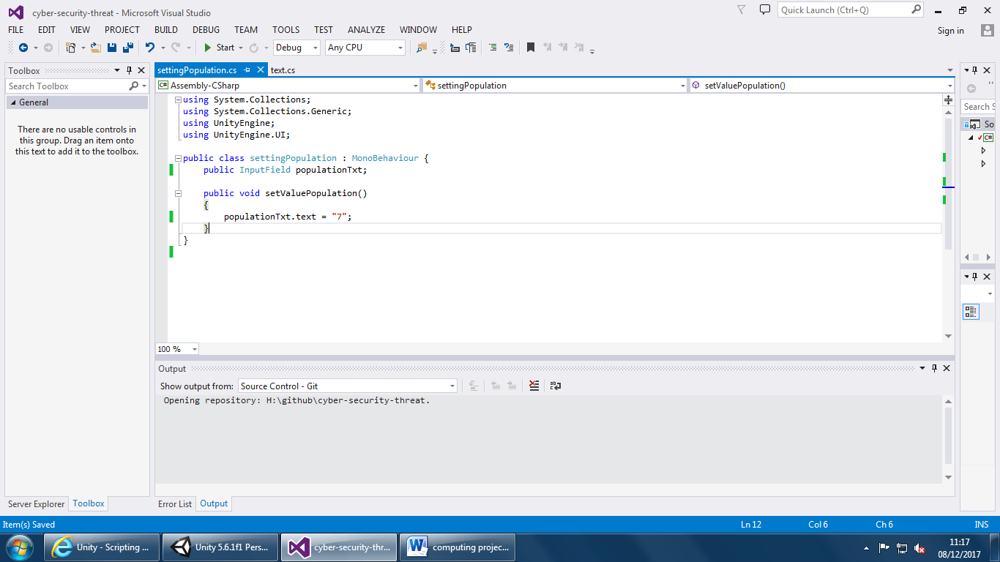 cyber-security-threat - Microsoft Visual Studio
Quick Launch (Ctrl+Q)
FILE EDIT VIEW PROJECT BUILD DEBUG TEAM TOOLS TEST ANALYZE WINDOW HELP
Sign in
Start Debug Any CPU
Toolbox
settingPopulation.cs text.cs
Search Toolbox
C# Assembly-CSharp settingPopulation setValuePopulation()
General
There are no usable controls in
this group. Drag an item onto
this text to add it to the toolbox.
using System.Collections;
using System.Collections.Generic;
using UnityEngine;
using UnityEngine.UI;
public class settingPopulation : MonoBehaviour {
public InputField populationTxt;
public void setValuePopulation()
{
populationTxt.text = "7";
}
}
Search S
So
C#
100 %
Output
Show output from: Source Control - Git
Opening repository: H:\github\cyber-security-threat.
Server Explorer Toolbox
Error List Output
Item(s) Saved Ln 12 Col 6 Ch 6 INS
Unity - Scripting ... Unity 5.6.1f1 Pers... cyber-security-thr... computing projec...
11:17
08/12/2017